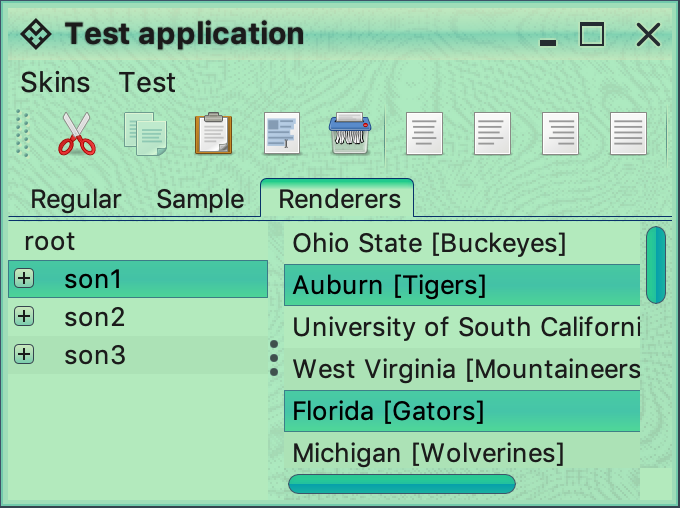 Test application
Skins Test
Regular Sample Renderers
root
son1
son2
son3
Ohio State [Buckeyes]
Auburn [Tigers]
University of South Californi
West Virginia [Mountaineers
Florida [Gators]
Michigan [Wolverines]